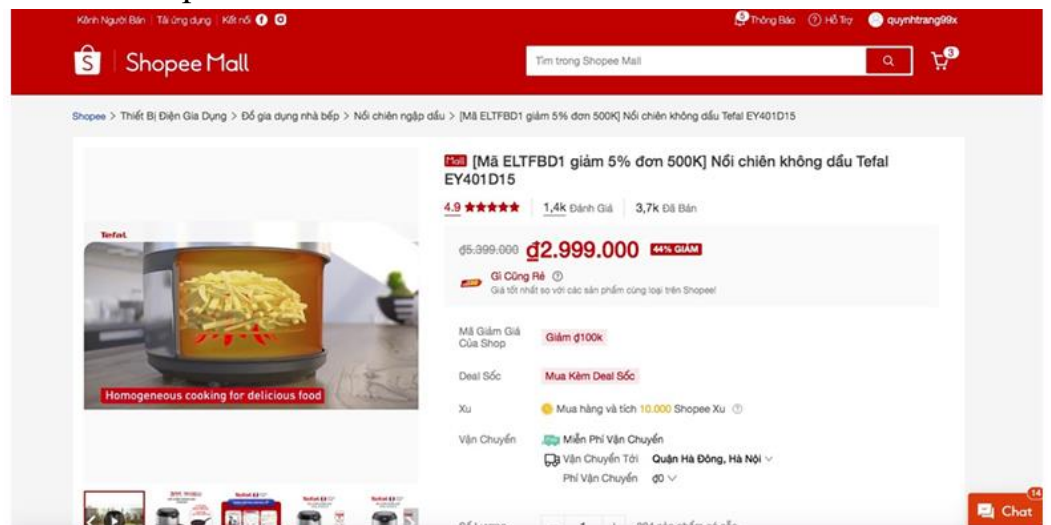 Kênh Người Bán Tải ứng dụng Kết nối
5 Thông Báo Hỗ Trợ quynhtrang99x
S Shopee Mall
Tìm trong Shopee Mall
3
Shopee > Thiết Bị Điện Gia Dụng > Đồ gia dụng nhà bếp > Nồi chiên ngập dầu > [Mã ELTFBD1 giảm 5% đơn 500K] Nồi chiên không dầu Tefal EY401D15
Mall [Mã ELTFBD1 giảm 5% đơn 500K] Nồi chiên không dầu Tefal
EY401D15
4.9 ★★★★★ 1,4k Đánh Giá 3,7k Đã Bán
Tefal
Homogeneous cooking for delicious food
₫5.399.000 ₫2.999.000 44% GIẢM
Gì Cũng Rẻ
Giá tốt nhất so với các sản phẩm cùng loại trên Shopee!
Mã Giảm Giá
Của Shop
Giảm ₫100k
Deal Sốc Mua Kèm Deal Sốc
Xu Mua hàng và tích 10.000 Shopee Xu
Vận Chuyển Miễn Phí Vận Chuyển
Vận Chuyển Tới Quận Hà Đông, Hà Nội
Phí Vận Chuyển ₫0
14
Chat